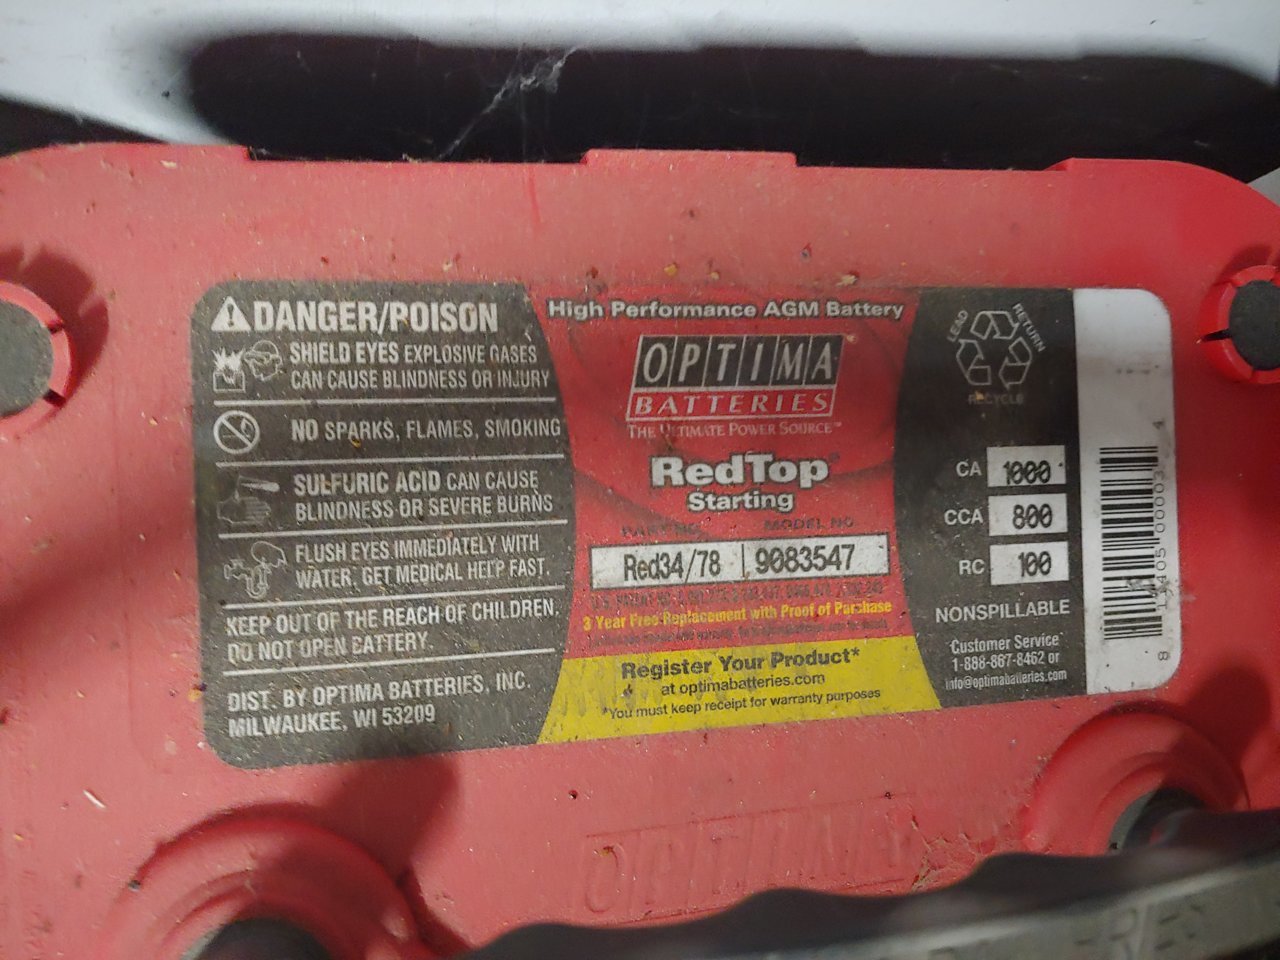 DANGER/POISON
SHIELD EYES EXPLOSIVE GASES
CAN CAUSE BLINDNESS OR INJURY
NO SPARKS, FLAMES, SMOKING
SULFURIC ACID CAN CAUSE
BLINDNESS OR SEVERE BURNS
FLUSH EYES IMMEDIATELY WITH
WATER. GET MEDICAL HELP FAST.
KEEP OUT OF THE REACH OF CHILDREN.
DO NOT OPEN BATTERY.
DIST. BY OPTIMA BATTERIES, INC.
MILWAUKEE, WI 53209
High Performance AGM Battery
OPTIMA
BATTERIES
THE ULTIMATE POWER SOURCE™
RedTop®
Starting
PART NO. MODEL NO.
Red34/78 9083547
3 Year Free Replacement with Proof of Purchase
Register Your Product*
at optimabatteries.com
*You must keep receipt for warranty purposes
LEAD RETURN
RECYCLE
CA 1000
CCA 800
RC 100
NONSPILLABLE
Customer Service
1-888-867-8462 or
info@optimabatteries.com
OPTIMA